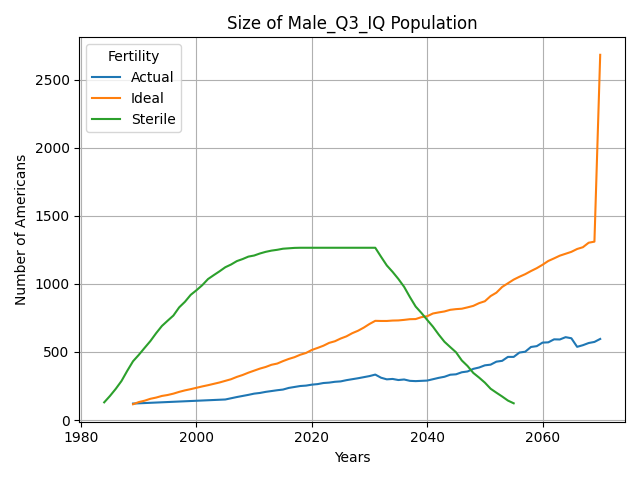 Size of Male_Q3_IQ Population
Fertility
Actual
Ideal
Sterile
Number of Americans
2500
2000
1500
1000
500
0
1980
2000
2020
2040
2060
Years